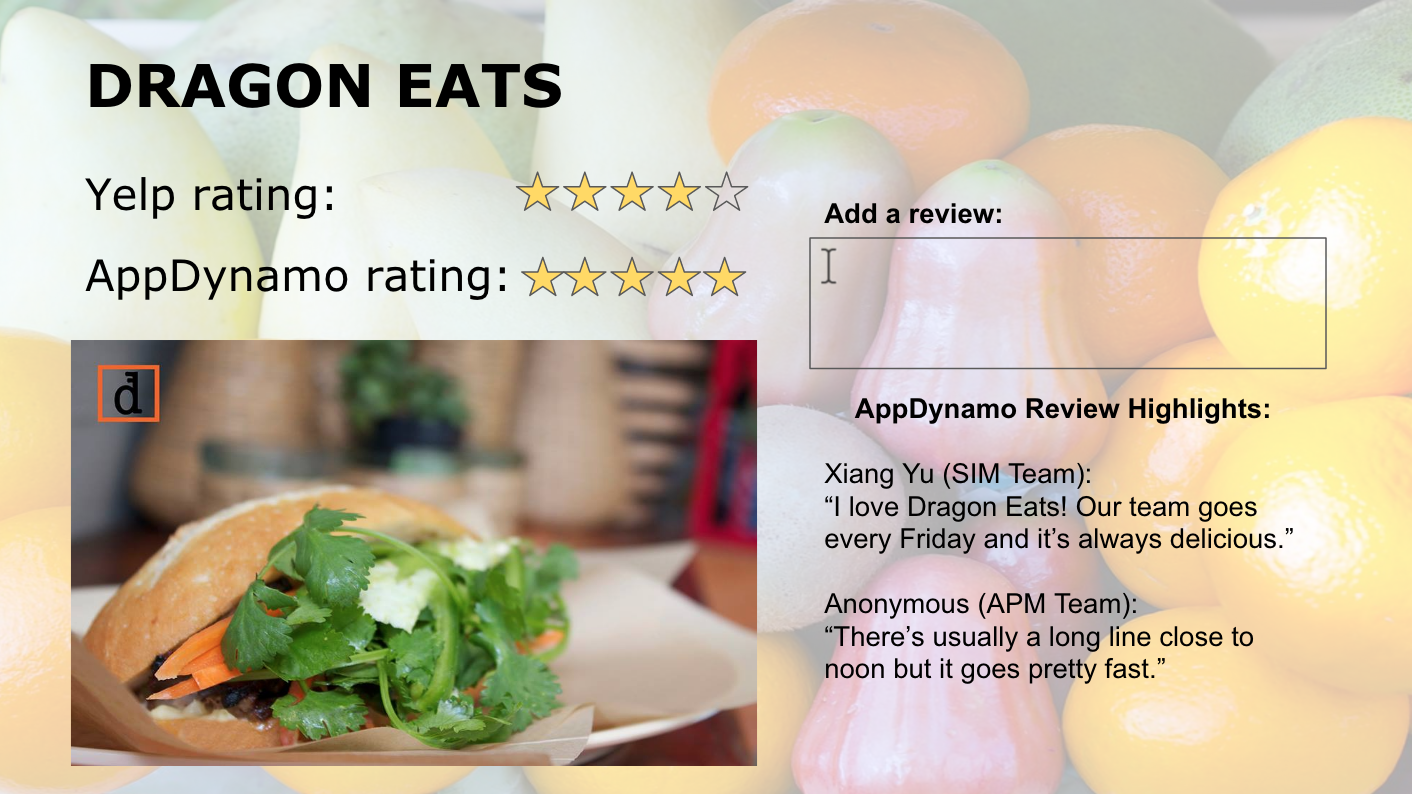 DRAGON EATS
Yelp rating:
AppDynamo rating:
d
Add a review:
AppDynamo Review Highlights:
Xiang Yu (SIM Team):
“I love Dragon Eats! Our team goes
every Friday and it’s always delicious.”
Anonymous (APM Team):
“There’s usually a long line close to
noon but it goes pretty fast.”